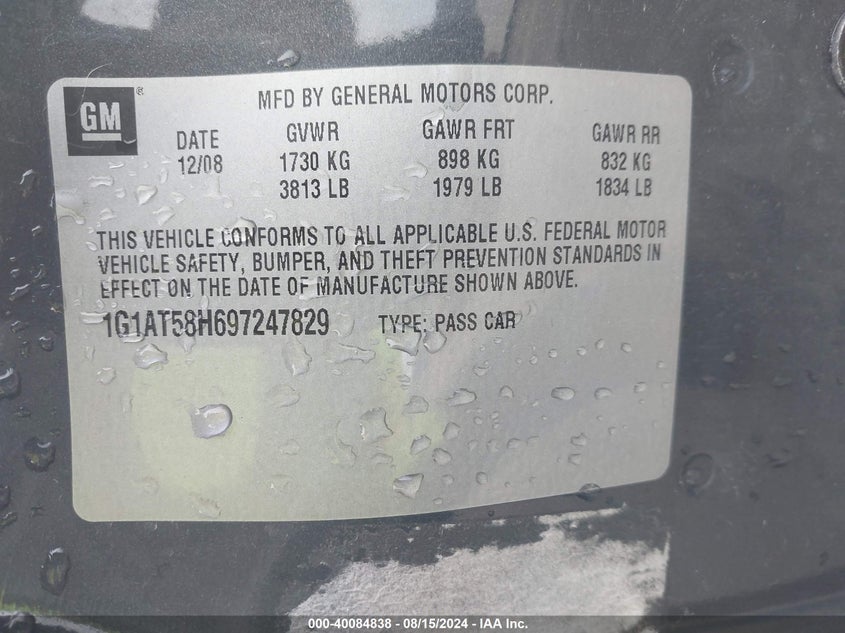 GM ®
MFD BY GENERAL MOTORS CORP.
DATE GVWR GAWR FRT GAWR RR
12/08 1730 KG 898 KG 832 KG
3813 LB 1979 LB 1834 LB
THIS VEHICLE CONFORMS TO ALL APPLICABLE U.S. FEDERAL MOTOR
VEHICLE SAFETY, BUMPER, AND THEFT PREVENTION STANDARDS IN
EFFECT ON THE DATE OF MANUFACTURE SHOWN ABOVE.
1G1AT58H697247829 TYPE: PASS CAR
000-40084838 - 08/15/2024 - IAA Inc.